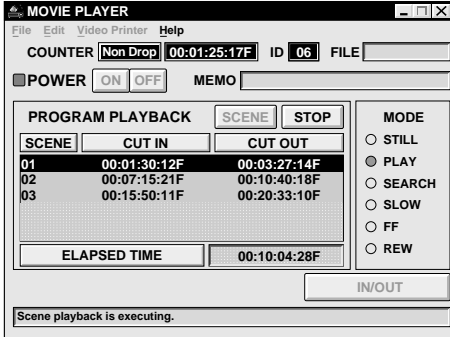 MOVIE PLAYER
File Edit Video Printer Help
COUNTER Non Drop 00:01:25:17F ID 06 FILE
POWER ON OFF MEMO
PROGRAM PLAYBACK SCENE STOP
SCENE CUT IN CUT OUT
01 00:01:30:12F 00:03:27:14F
02 00:07:15:21F 00:10:40:18F
03 00:15:50:11F 00:20:33:10F
ELAPSED TIME 00:10:04:28F
MODE
STILL
PLAY
SEARCH
SLOW
FF
REW
IN/OUT
Scene playback is executing.